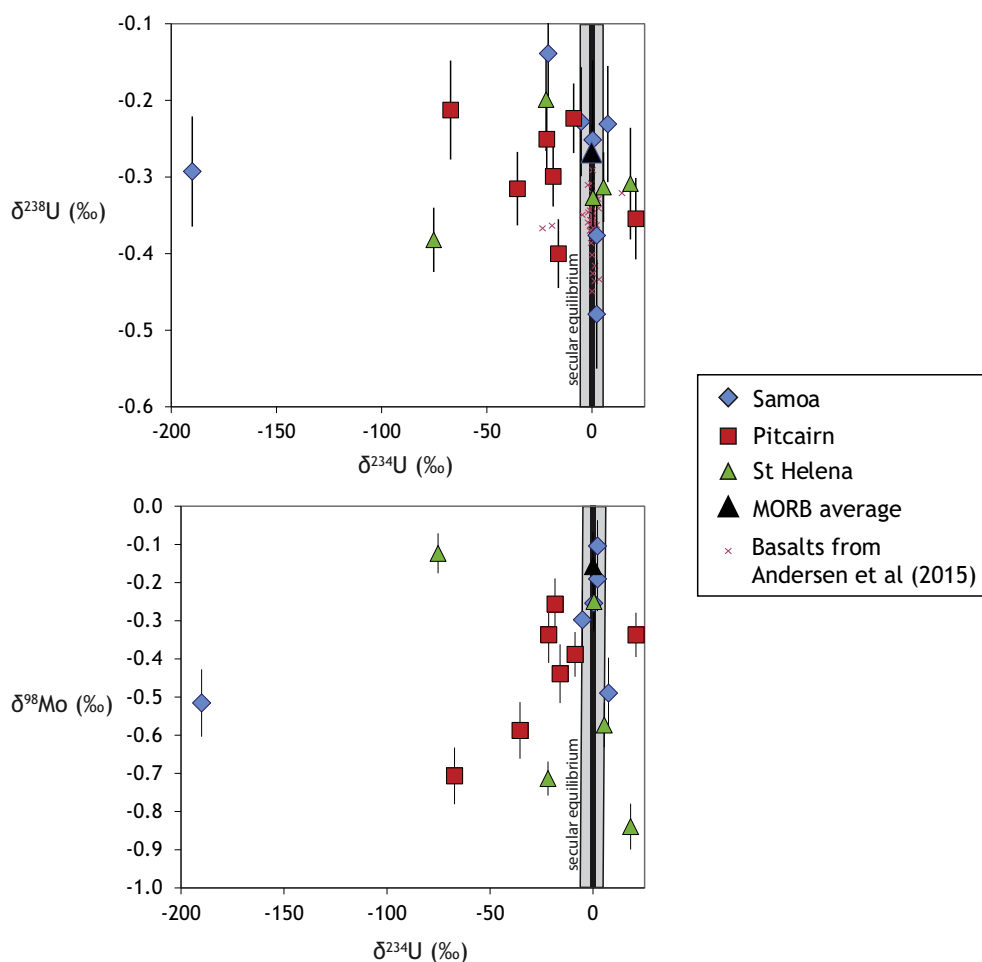 -0.1
-0.2
-0.3
-0.4
-0.5
-0.6
δ²³⁸U (‰)
secular equilibrium
-200 -150 -100 -50 0
δ²³⁴U (‰)
Samoa
Pitcairn
St Helena
MORB average
Basalts from
Andersen et al (2015)
0.0
-0.1
-0.2
-0.3
-0.4
-0.5
-0.6
-0.7
-0.8
-0.9
-1.0
δ⁹⁸Mo (‰)
secular equilibrium
-200 -150 -100 -50 0
δ²³⁴U (‰)